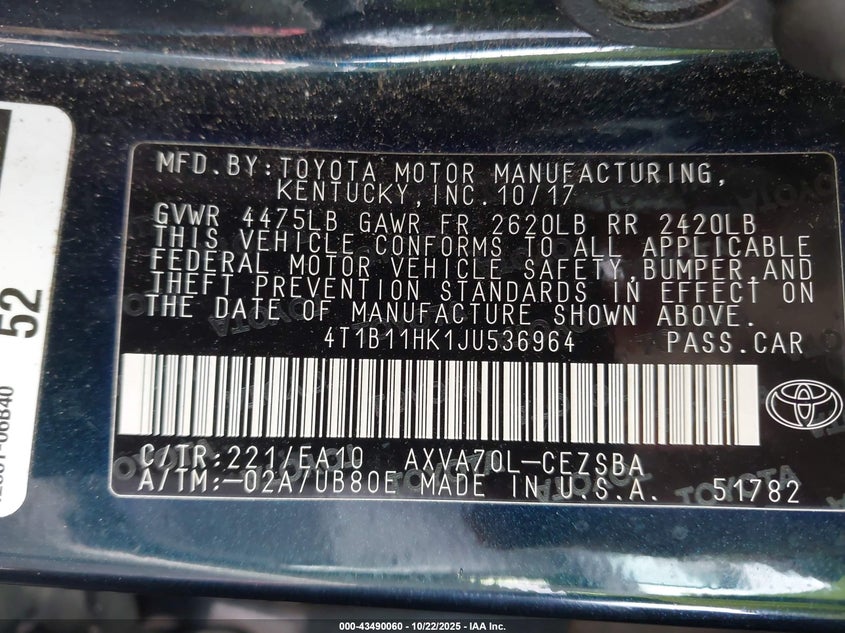 MFD.BY:TOYOTA MOTOR MANUFACTURING,
KENTUCKY,INC.10/17
GVWR 4475LB GAWR FR 2620LB RR 2420LB
THIS VEHICLE CONFORMS TO ALL APPLICABLE
FEDERAL MOTOR VEHICLE SAFETY,BUMPER,AND
THEFT PREVENTION STANDARDS IN EFFECT ON
THE DATE OF MANUFACTURE SHOWN ABOVE.
4T1B11HK1JU536964 PASS.CAR
C/TR:221/EA10 AXVA70L-CEZSBA
A/TM:-02A/UB80E MADE IN U.S.A. 51782
52
000-43490060 - 10/22/2025 - IAA Inc.